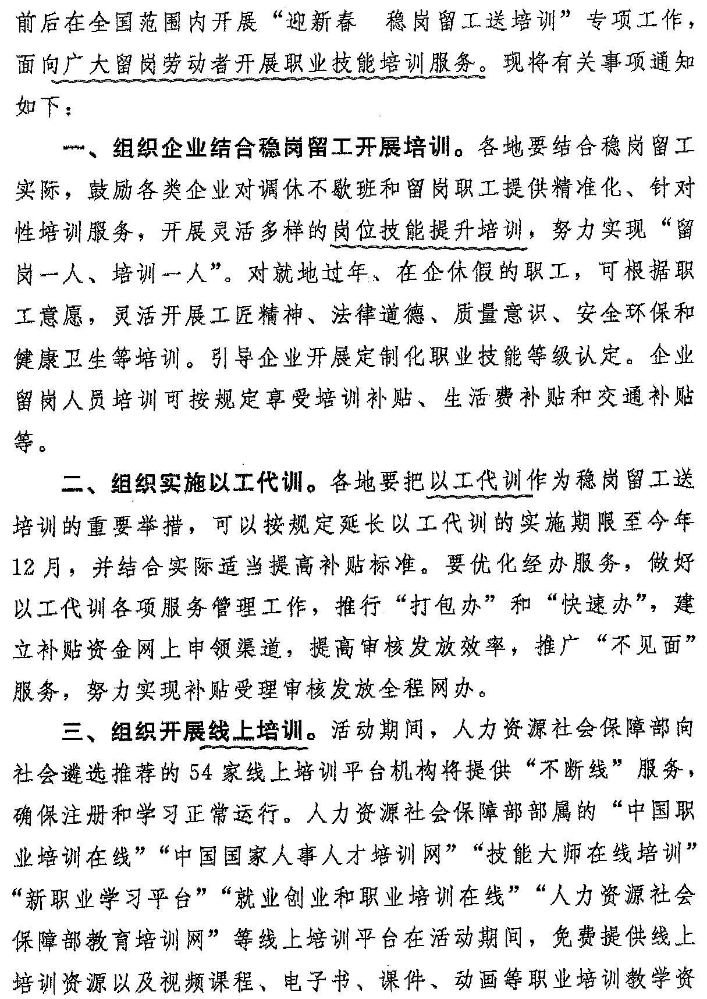 前后在全国范围内开展“迎新春　稳岗留工送培训”专项工作，
面向广大留岗劳动者开展职业技能培训服务。现将有关事项通知
如下：
一、组织企业结合稳岗留工开展培训。各地要结合稳岗留工
实际，鼓励各类企业对调休不歇班和留岗职工提供精准化、针对
性培训服务，开展灵活多样的岗位技能提升培训，努力实现“留
岗一人、培训一人”。对就地过年、在企休假的职工，可根据职
工意愿，灵活开展工匠精神、法律道德、质量意识、安全环保和
健康卫生等培训。引导企业开展定制化职业技能等级认定。企业
留岗人员培训可按规定享受培训补贴、生活费补贴和交通补贴
等。
二、组织实施以工代训。各地要把以工代训作为稳岗留工送
培训的重要举措，可以按规定延长以工代训的实施期限至今年
12月，并结合实际适当提高补贴标准。要优化经办服务，做好
以工代训各项服务管理工作，推行“打包办”和“快速办”，建
立补贴资金网上申领渠道，提高审核发放效率，推广“不见面”
服务，努力实现补贴受理审核发放全程网办。
三、组织开展线上培训。活动期间，人力资源社会保障部向
社会遴选推荐的54家线上培训平台机构将提供“不断线”服务，
确保注册和学习正常运行。人力资源社会保障部部属的“中国职
业培训在线”“中国国家人事人才培训网”“技能大师在线培训”
“新职业学习平台”“就业创业和职业培训在线”“人力资源社会
保障部教育培训网”等线上培训平台在活动期间，免费提供线上
培训资源以及视频课程、电子书、课件、动画等职业培训教学资